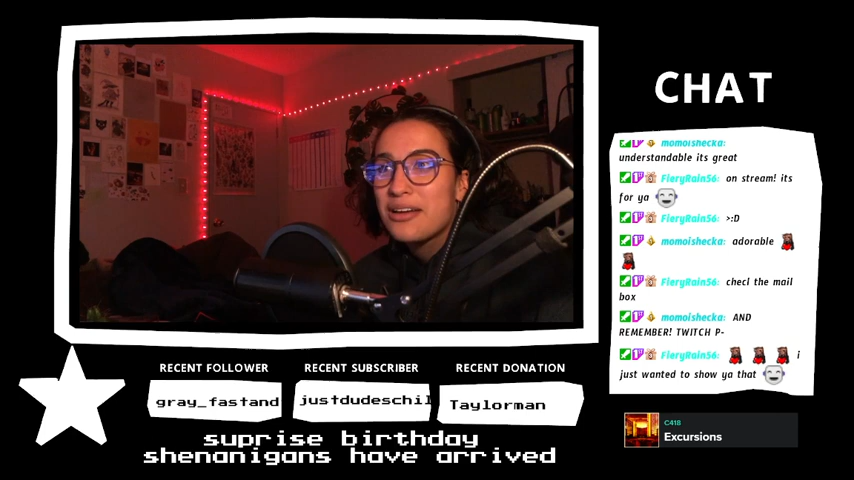 CHAT
momoishecka:
understandable its great
FieryRain56: on stream! its
for ya
FieryRain56: >:D
momoishecka: adorable
FieryRain56: checl the mail
box
momoishecka: AND
REMEMBER! TWITCH P-
FieryRain56: i
just wanted to show ya that
RECENT FOLLOWER
RECENT SUBSCRIBER
RECENT DONATION
gray_fastand
justdudeschil
Taylorman
suprise birthday
shenanigans have arrived
C418
Excursions